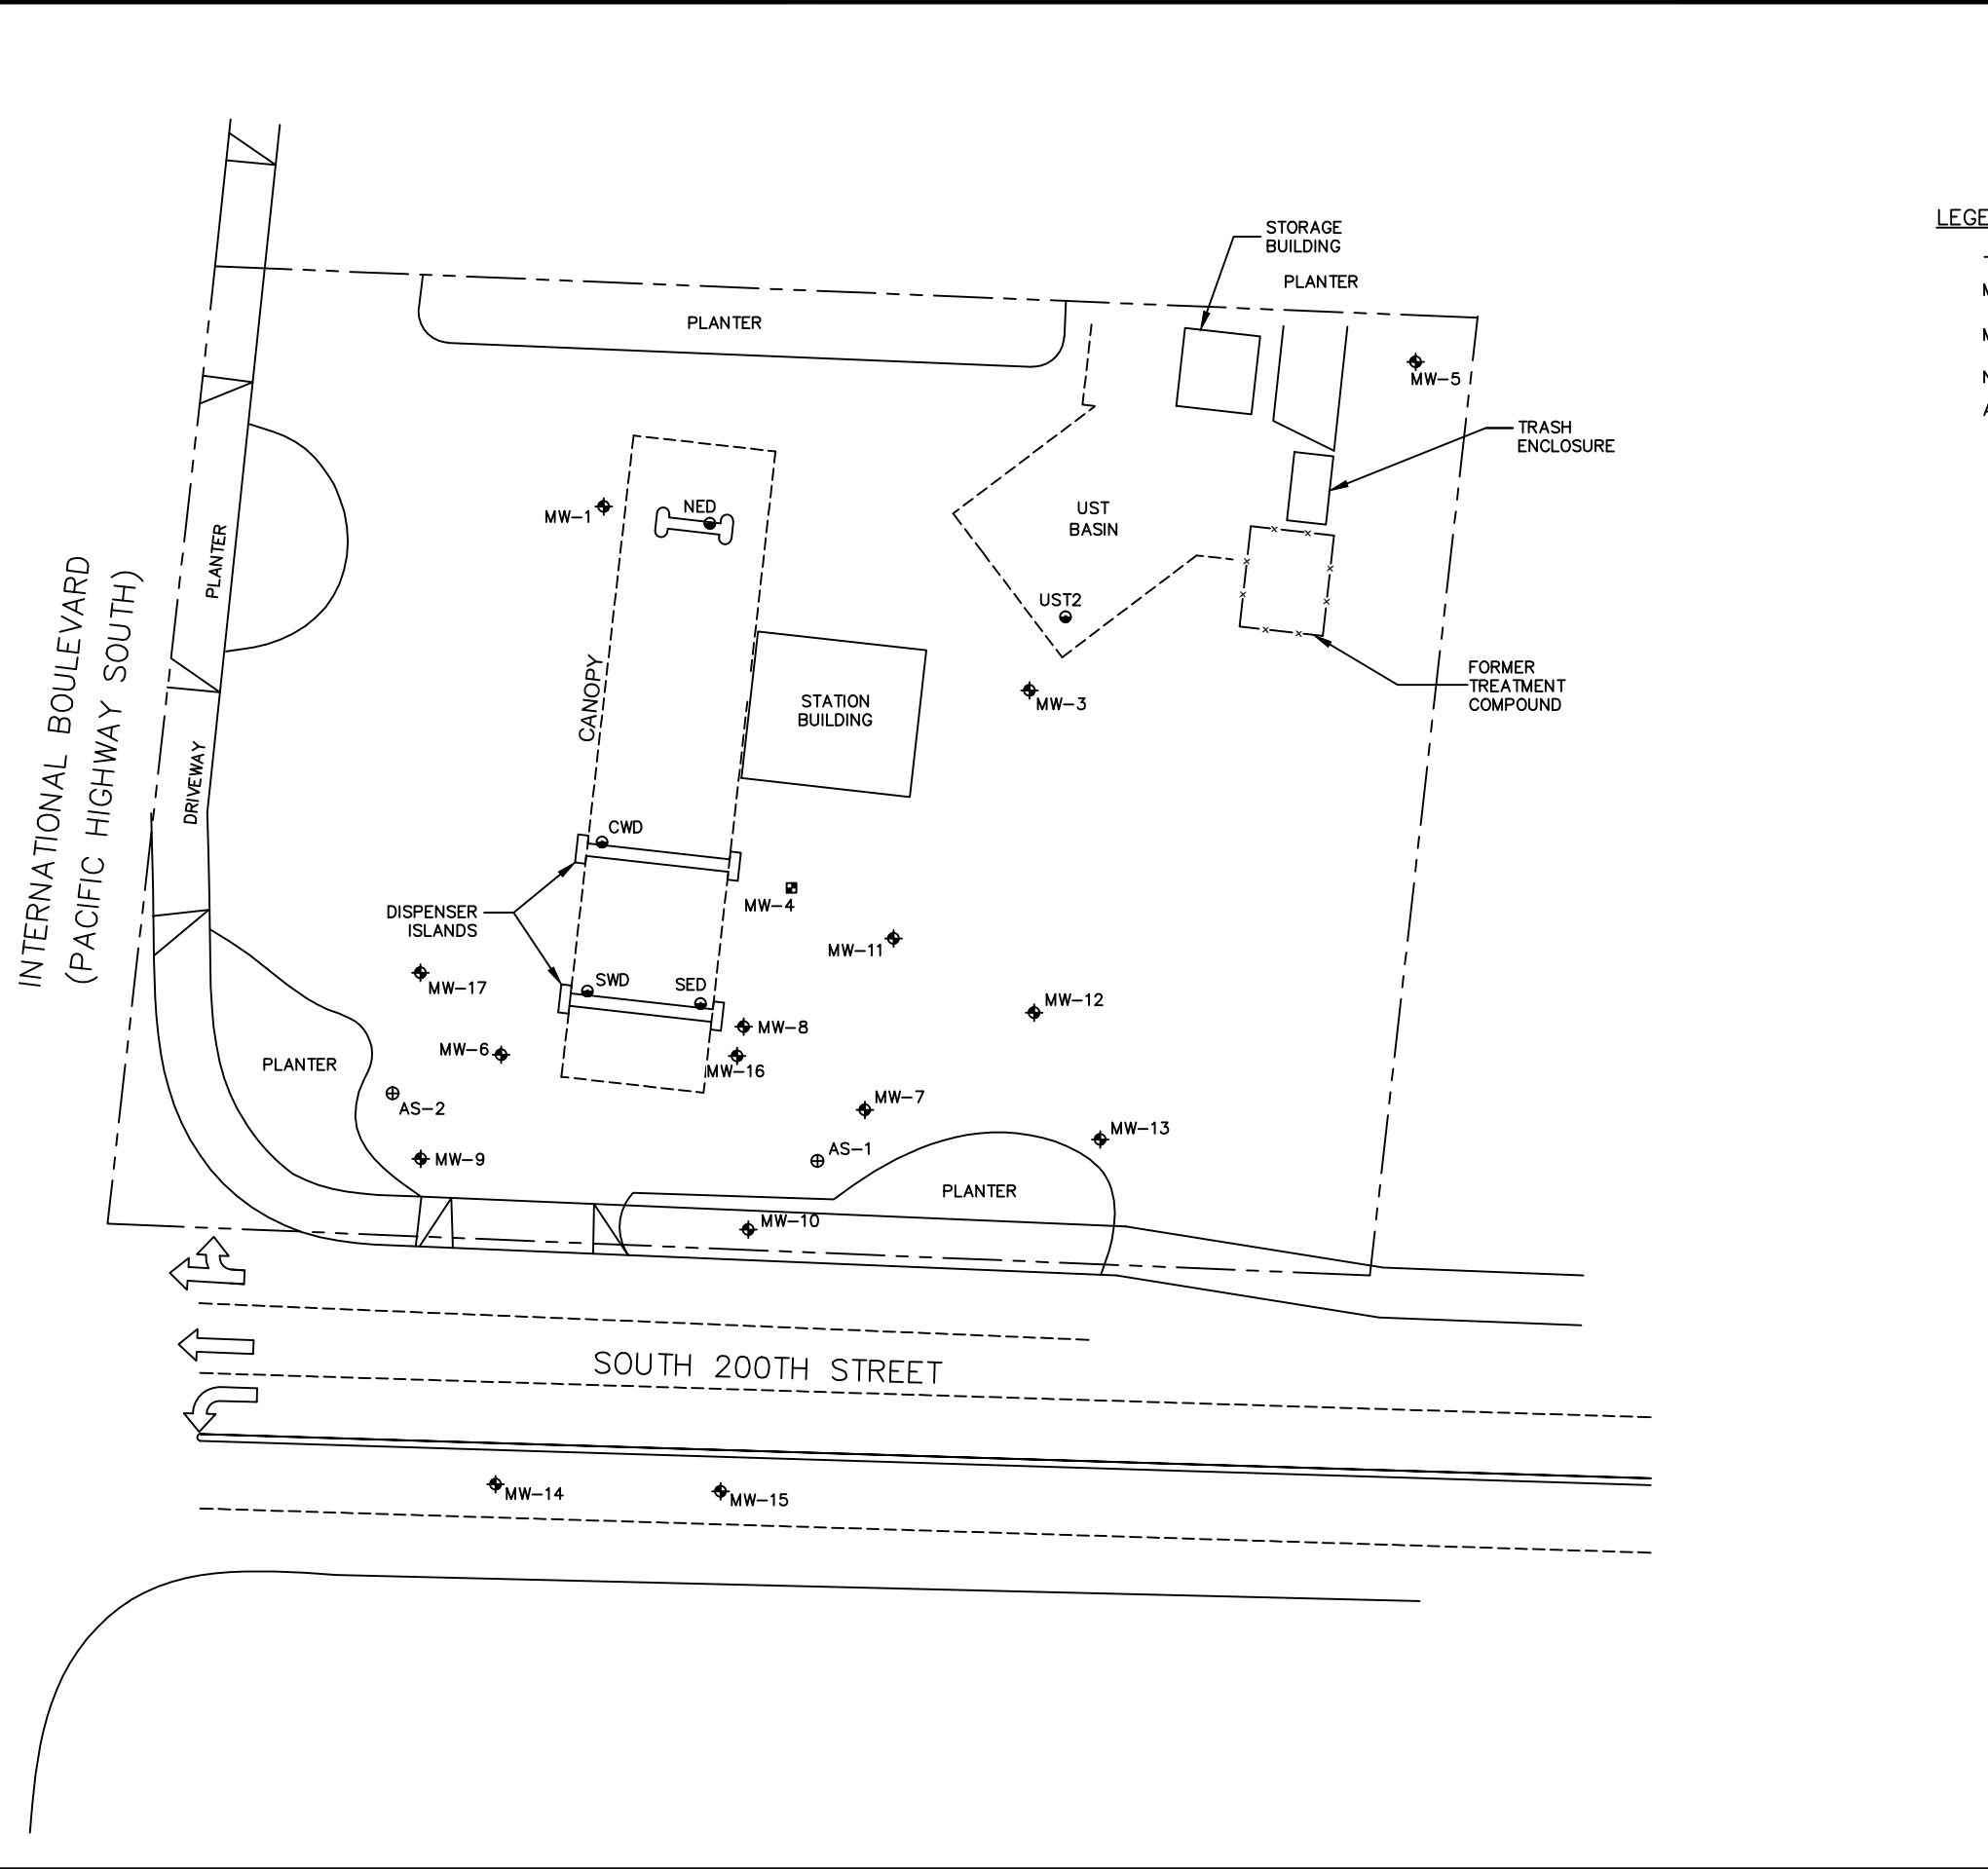 LEGE
STORAGE
BUILDING
PLANTER
PLANTER
MW-5
TRASH
ENCLOSURE
NED
MW-1
UST
BASIN
UST2
PLANTER
INTERNATIONAL BOULEVARD
(PACIFIC HIGHWAY SOUTH)
CANOPY
STATION
BUILDING
MW-3
FORMER
TREATMENT
COMPOUND
DRIVEWAY
CWD
MW-4
DISPENSER
ISLANDS
MW-11
SWD
SED
MW-17
MW-12
MW-8
MW-6
MW-16
PLANTER
AS-2
MW-7
MW-13
AS-1
MW-9
PLANTER
MW-10
SOUTH 200TH STREET
MW-14
MW-15